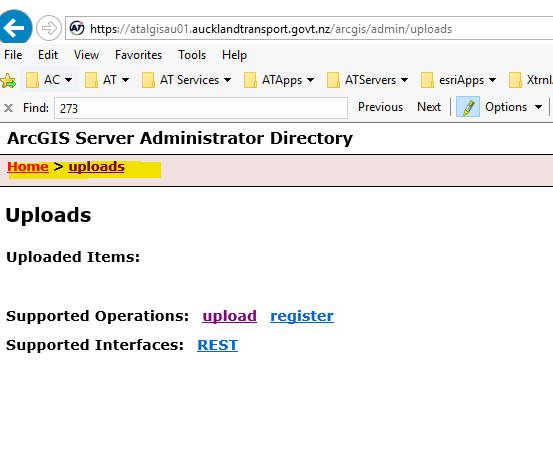 https://atalgisau01.aucklandtransport.govt.nz/arcgis/admin/uploads
File Edit View Favorites Tools Help
AC AT AT Services ATApps ATServers esriApps Xtrnl
Find: 273 Previous Next Options
ArcGIS Server Administrator Directory
Home > uploads
Uploads
Uploaded Items:
Supported Operations: upload register
Supported Interfaces: REST